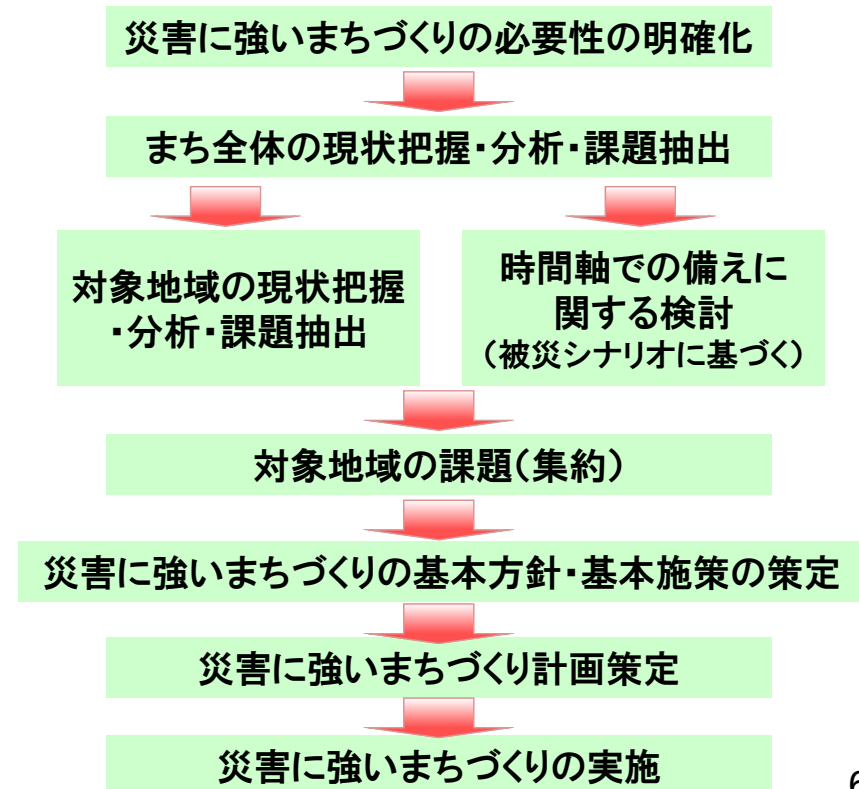 災害に強いまちづくりの必要性の明確化
まち全体の現状把握・分析・課題抽出
対象地域の現状把握
・分析・課題抽出
時間軸での備えに
関する検討
（被災シナリオに基づく）
対象地域の課題（集約）
災害に強いまちづくりの基本方針・基本施策の策定
災害に強いまちづくり計画策定
災害に強いまちづくりの実施
6